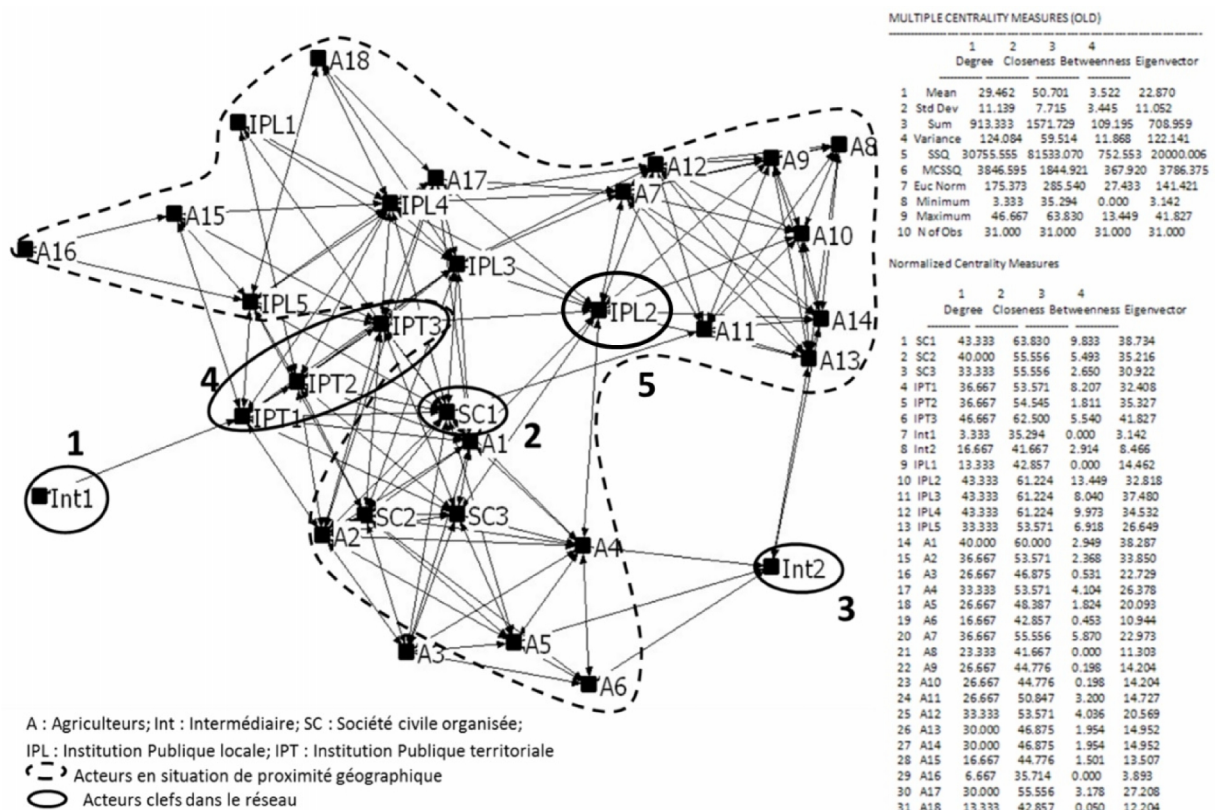 A18
IPL1
A17
IPL4
A15
A16
IPL3
IPL5
IPT3
IPL2
4
IPT2
IPT1
5
SC1
2
A1
1
Int1
SC2
SC3
A2
A4
Int2
3
A3
A5
A6
A12
A9
A8
A7
A10
A11
A14
A13
A : Agriculteurs; Int : Intermédiaire; SC : Société civile organisée;
IPL : Institution Publique locale; IPT : Institution Publique territoriale
Acteurs en situation de proximité géographique
Acteurs clefs dans le réseau
MULTIPLE CENTRALITY MEASURES (OLD)
1 2 3 4
Degree Closeness Betweenness Eigenvector
1 Mean 29.462 50.701 3.522 22.870
2 Std Dev 11.139 7.715 3.445 11.052
3 Sum 913.333 1571.729 109.195 708.959
4 Variance 124.084 59.514 11.868 122.141
5 SSQ 30755.555 81533.070 752.553 20000.006
6 MCSSQ 3846.595 1844.921 367.920 3786.375
7 Euc Norm 175.373 285.540 27.433 141.421
8 Minimum 3.333 35.294 0.000 3.142
9 Maximum 46.667 63.830 13.449 41.827
10 N of Obs 31.000 31.000 31.000 31.000
Normalized Centrality Measures
1 2 3 4
Degree Closeness Betweenness Eigenvector
1 SC1 43.333 63.830 9.833 38.734
2 SC2 40.000 55.556 5.493 35.216
3 SC3 33.333 55.556 2.650 30.922
4 IPT1 36.667 53.571 8.207 32.408
5 IPT2 36.667 54.545 1.811 35.327
6 IPT3 46.667 62.500 5.540 41.827
7 Int1 3.333 35.294 0.000 3.142
8 Int2 16.667 41.667 2.914 8.466
9 IPL1 13.333 42.857 0.000 14.462
10 IPL2 43.333 61.224 13.449 32.818
11 IPL3 43.333 61.224 8.040 37.480
12 IPL4 43.333 61.224 9.973 34.532
13 IPL5 33.333 53.571 6.918 26.649
14 A1 40.000 60.000 2.949 38.287
15 A2 36.667 53.571 2.368 33.850
16 A3 26.667 46.875 0.531 22.729
17 A4 33.333 53.571 4.104 26.378
18 A5 26.667 48.387 1.824 20.093
19 A6 16.667 42.857 0.453 10.944
20 A7 36.667 55.556 5.870 22.973
21 A8 23.333 41.667 0.000 11.303
22 A9 26.667 44.776 0.198 14.204
23 A10 26.667 44.776 0.198 14.204
24 A11 26.667 50.847 3.200 14.727
25 A12 33.333 53.571 4.036 20.569
26 A13 30.000 46.875 1.954 14.952
27 A14 30.000 46.875 1.954 14.952
28 A15 16.667 44.776 1.501 13.507
29 A16 6.667 35.714 0.000 3.893
30 A17 30.000 55.556 3.178 27.208
31 A18 13.333 42.857 0.050 12.204